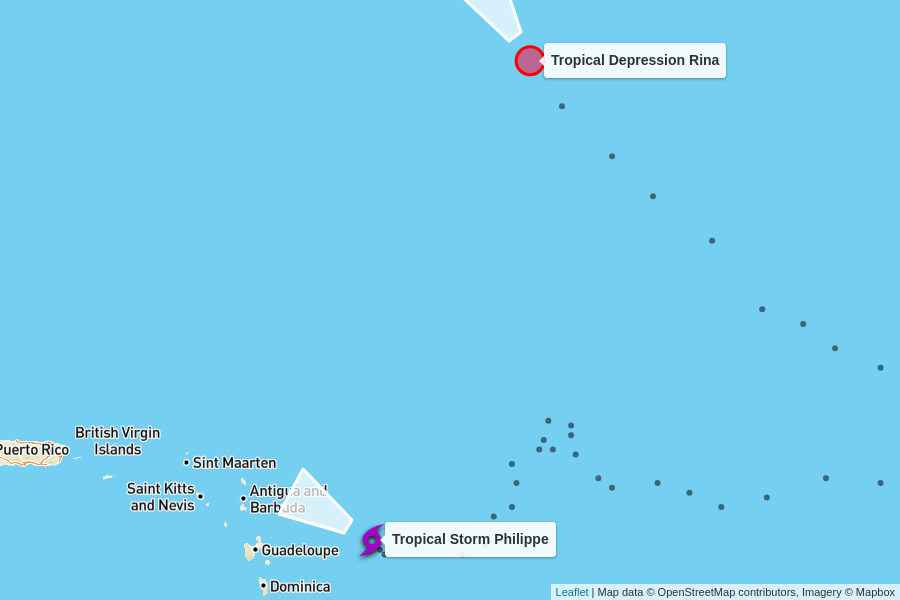 Tropical Depression Rina
British Virgin
Islands
Puerto Rico
Sint Maarten
Saint Kitts
and Nevis
Antigua and
Barbuda
Tropical Storm Philippe
Guadeloupe
Dominica
Leaflet | Map data © OpenStreetMap contributors, Imagery © Mapbox